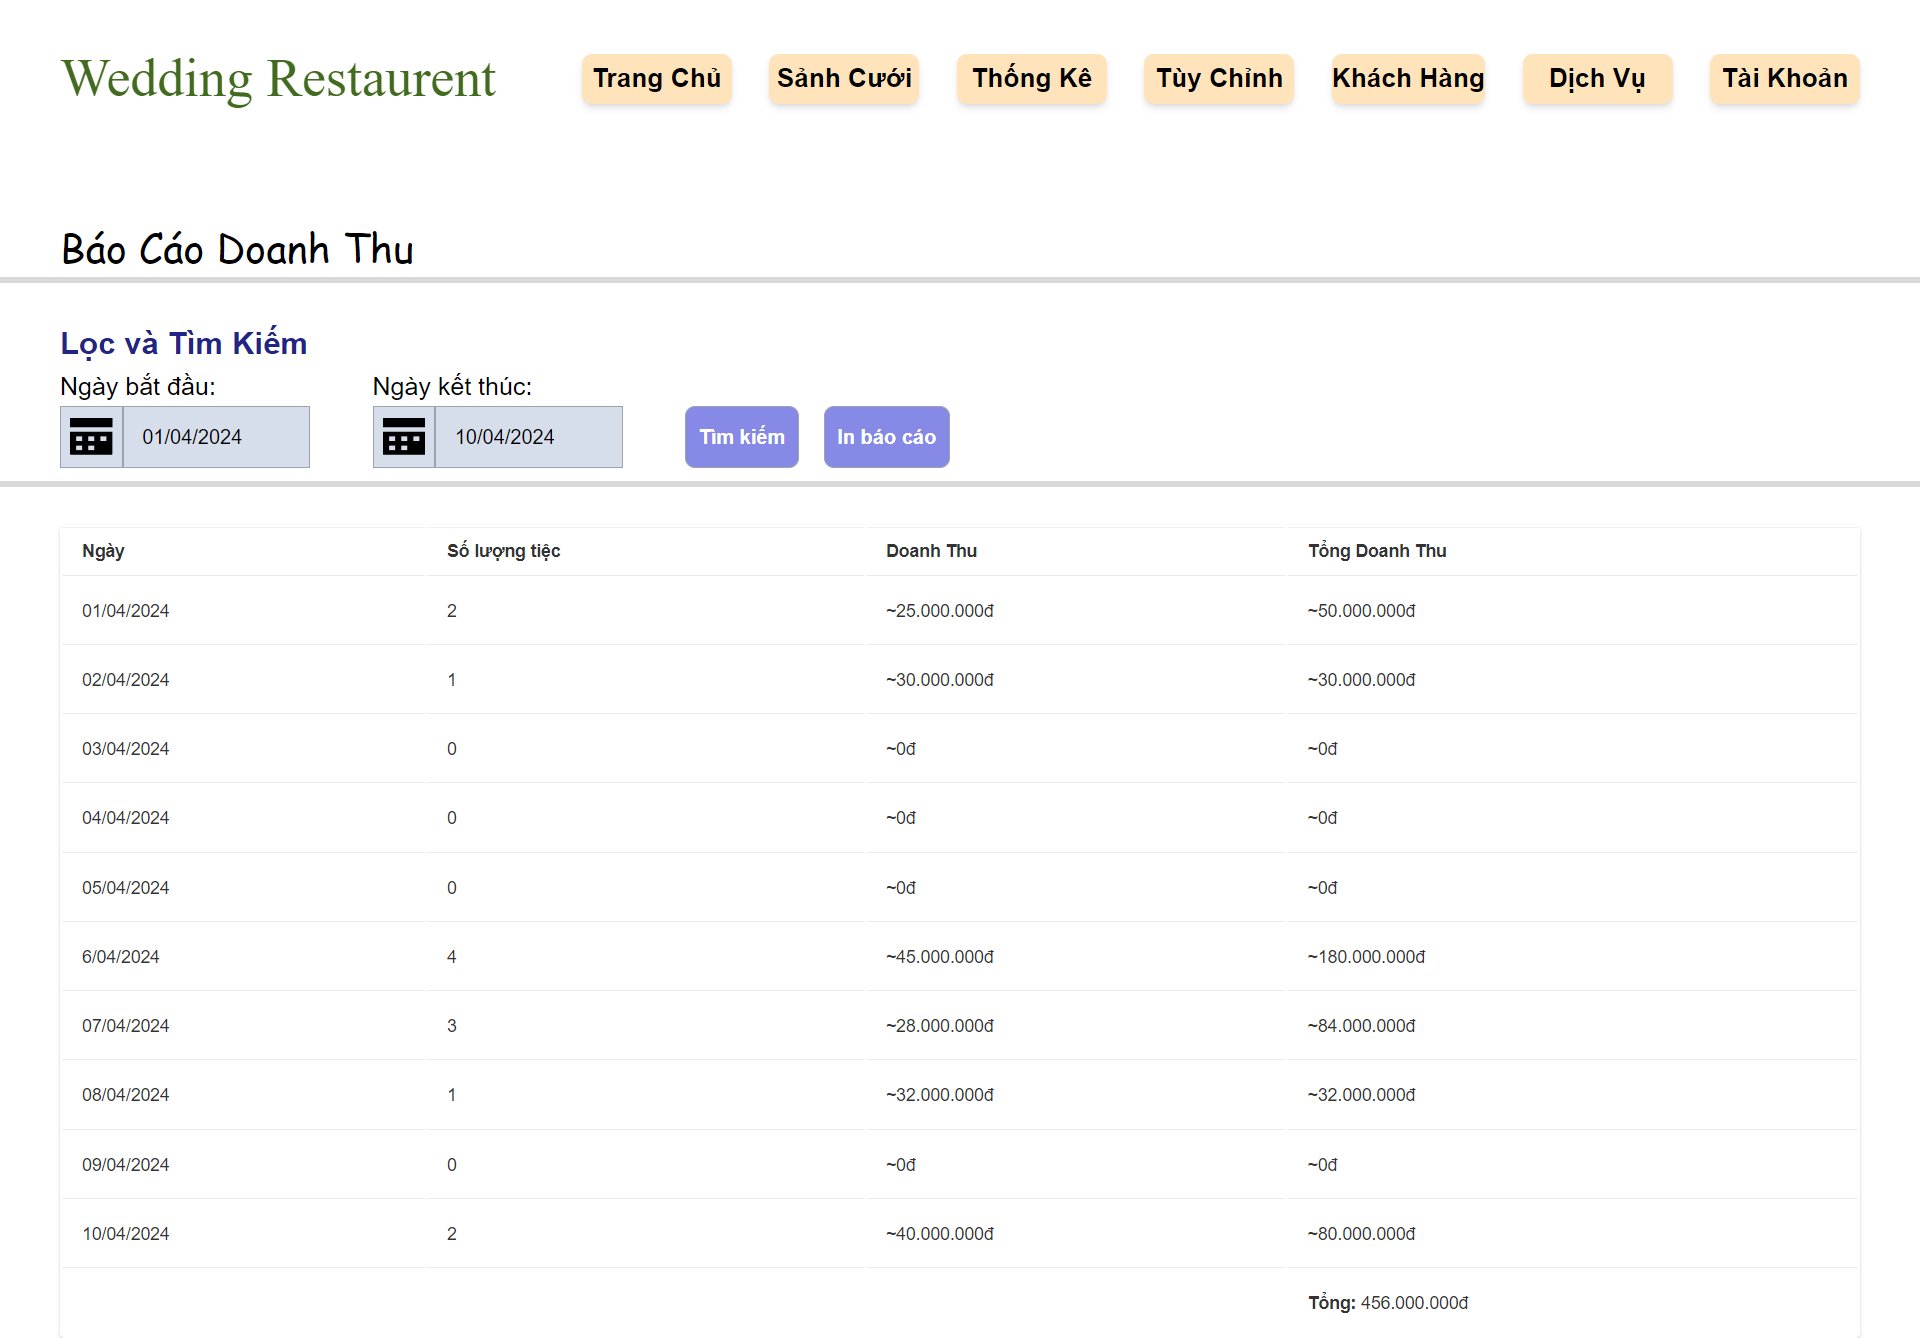 Wedding Restaurent
Trang Chủ
Sảnh Cưới
Thống Kê
Tùy Chỉnh
Khách Hàng
Dịch Vụ
Tài Khoản
Báo Cáo Doanh Thu
Lọc và Tìm Kiếm
Ngày bắt đầu:
Ngày kết thúc:
01/04/2024
10/04/2024
Tìm kiếm
In báo cáo
Ngày Số lượng tiệc Doanh Thu Tổng Doanh Thu
01/04/2024 2 ~25.000.000đ ~50.000.000đ
02/04/2024 1 ~30.000.000đ ~30.000.000đ
03/04/2024 0 ~0đ ~0đ
04/04/2024 0 ~0đ ~0đ
05/04/2024 0 ~0đ ~0đ
6/04/2024 4 ~45.000.000đ ~180.000.000đ
07/04/2024 3 ~28.000.000đ ~84.000.000đ
08/04/2024 1 ~32.000.000đ ~32.000.000đ
09/04/2024 0 ~0đ ~0đ
10/04/2024 2 ~40.000.000đ ~80.000.000đ
Tổng: 456.000.000đ